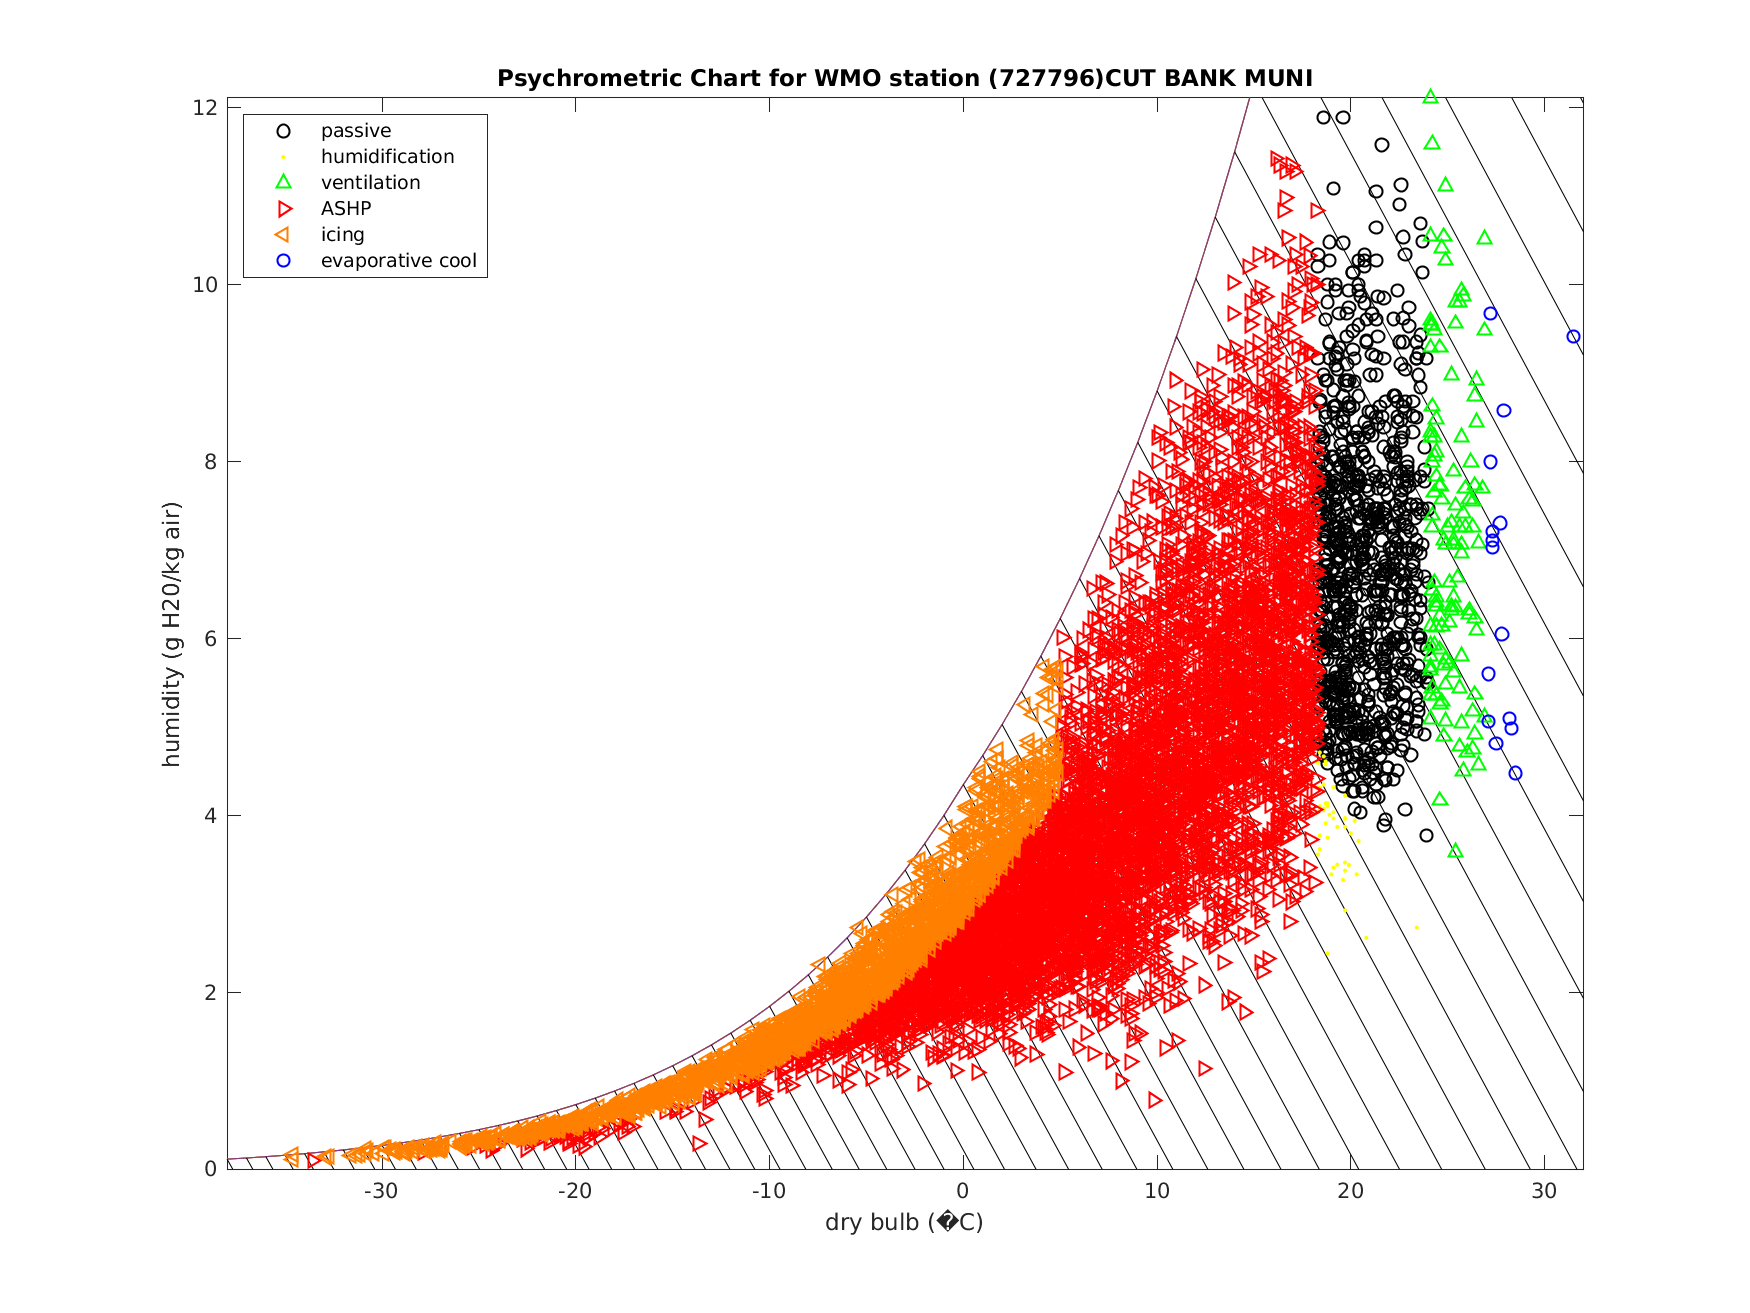 Psychrometric Chart for WMO station (727796)CUT BANK MUNI
passive
humidification
ventilation
ASHP
icing
evaporative cool
humidity (g H20/kg air)
12
10
8
6
4
2
0
-30 -20 -10 0 10 20 30
dry bulb (�C)